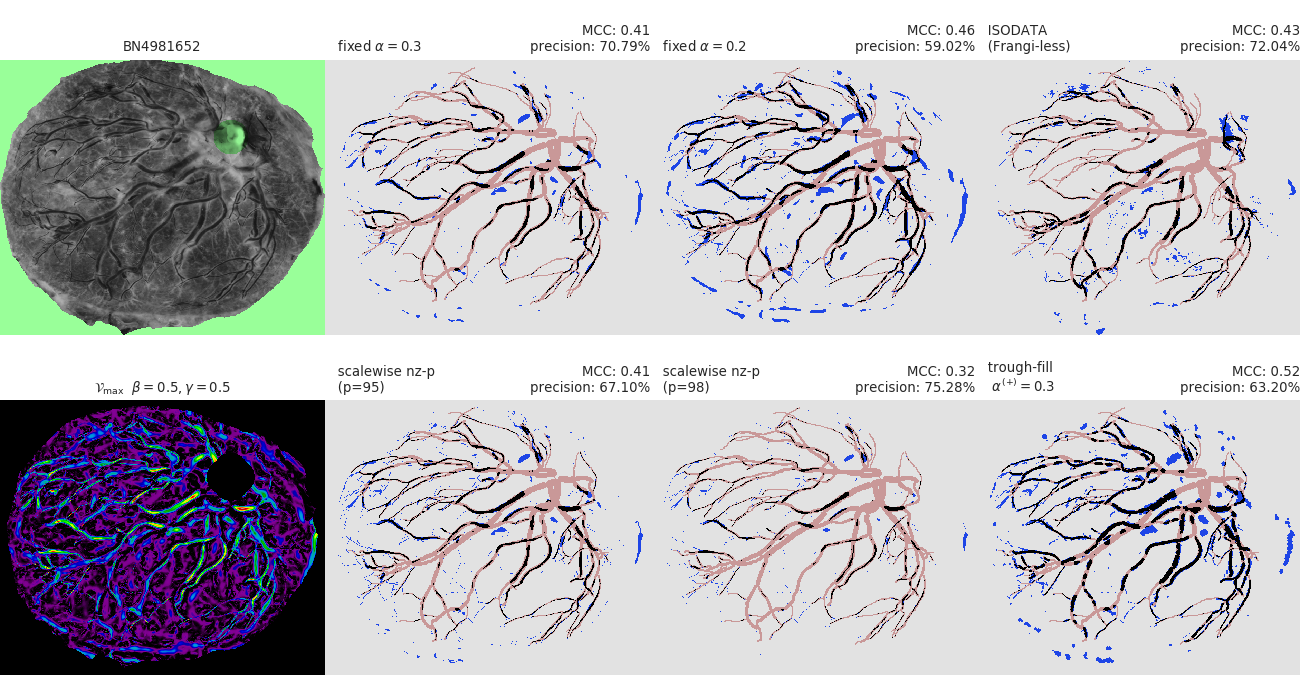 BN4981652
fixed α = 0.3
MCC: 0.41
precision: 70.79%
fixed α = 0.2
MCC: 0.46
precision: 59.02%
ISODATA
(Frangi-less)
MCC: 0.43
precision: 72.04%
𝒱max β = 0.5, γ = 0.5
scalewise nz-p
(p=95)
MCC: 0.41
precision: 67.10%
scalewise nz-p
(p=98)
MCC: 0.32
precision: 75.28%
trough-fill
α(+) = 0.3
MCC: 0.52
precision: 63.20%